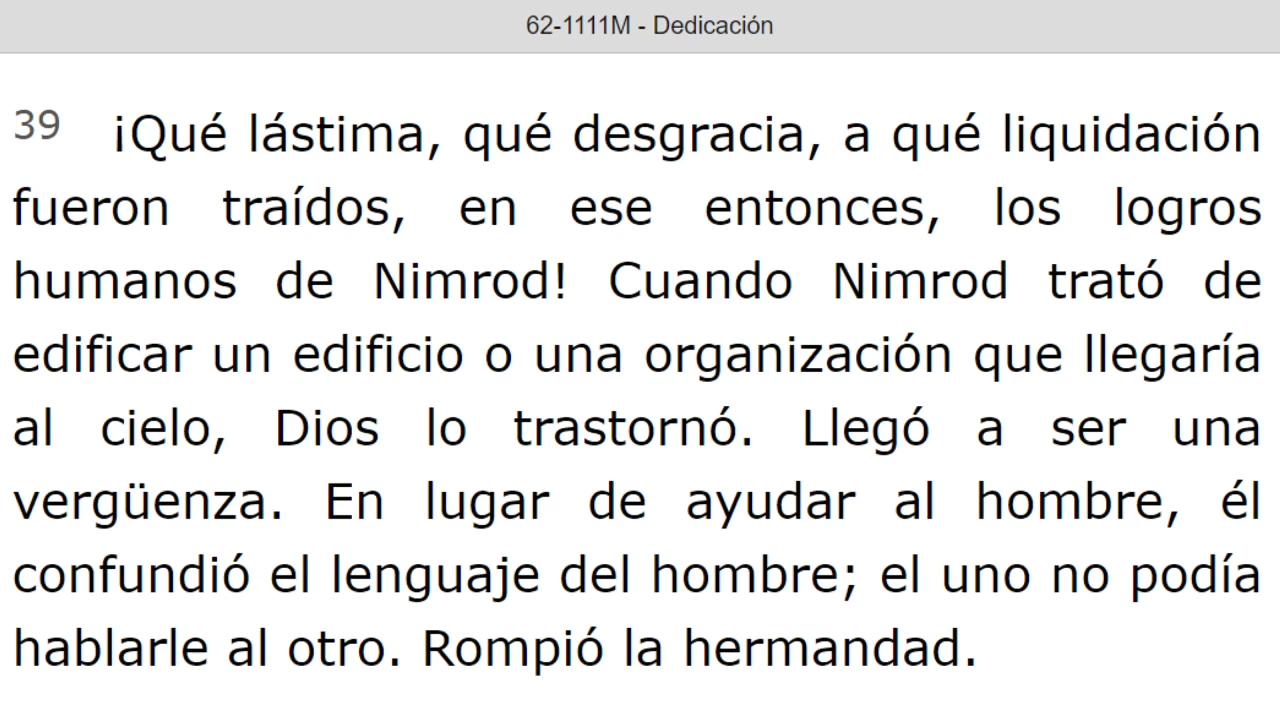 62-1111M - Dedicación
39 ¡Qué lástima, qué desgracia, a qué liquidación
fueron traídos, en ese entonces, los logros
humanos de Nimrod! Cuando Nimrod trató de
edificar un edificio o una organización que llegaría
al cielo, Dios lo trastornó. Llegó a ser una
vergüenza. En lugar de ayudar al hombre, él
confundió el lenguaje del hombre; el uno no podía
hablarle al otro. Rompió la hermandad.